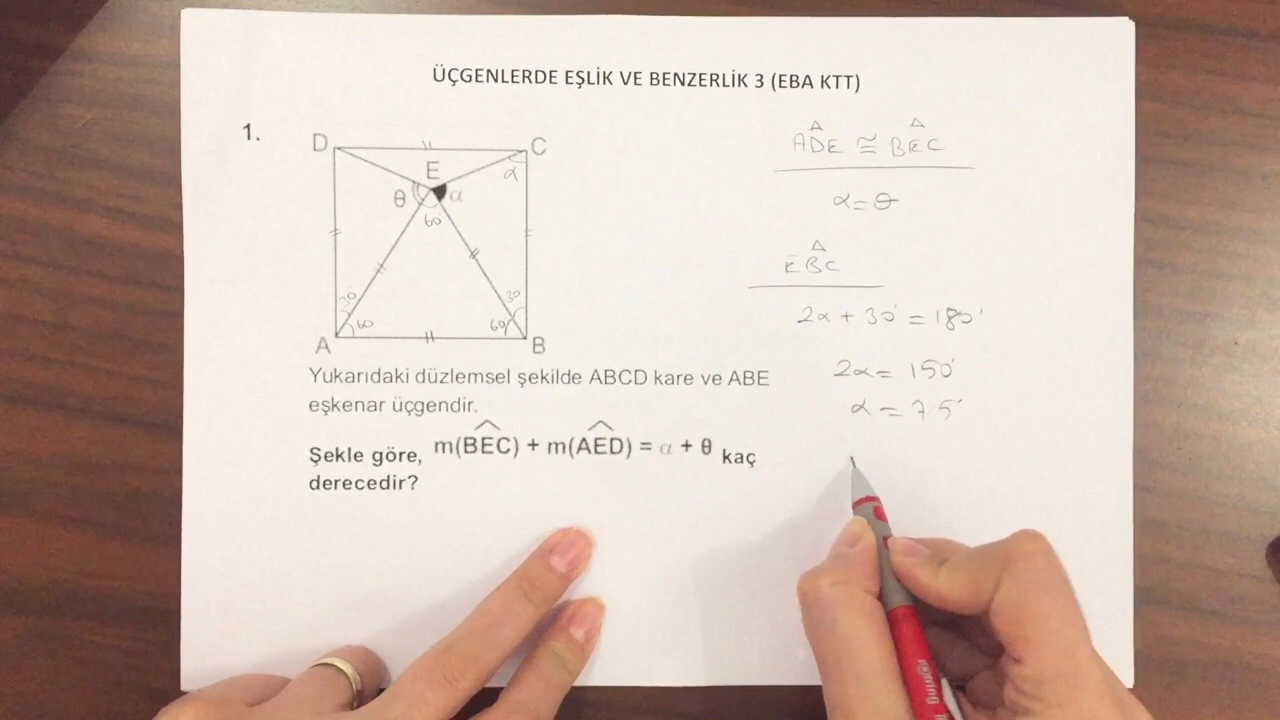 ÜÇGENLERDE EŞLİK VE BENZERLİK 3 (EBA KTT)
1.
D
C
E
θ
α
α
60
30
30
60
60
A
B
Yukarıdaki düzlemsel şekilde ABCD kare ve ABE
eşkenar üçgendir.
Şekle göre, m(BEC) + m(AED) = α + θ kaç
derecedir?
ADE ≅ BEC
α = θ
EBC
2α + 30° = 180°
2α = 150°
α = 75°